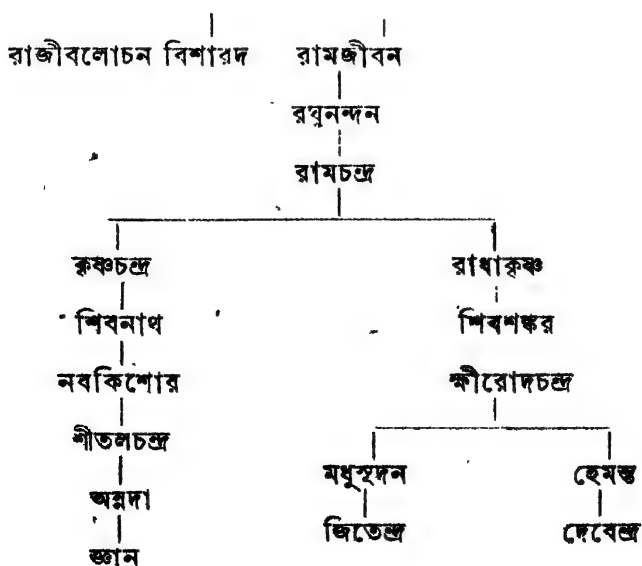 রাজীবলোচন বিশারদ রামজীবন
রঘুনন্দন
রামচন্দ্র
কৃষ্ণচন্দ্র রাধাকৃষ্ণ
শিবনাথ শিবশঙ্কর
নবকিশোর ক্ষীরোদচন্দ্র
শীতলচন্দ্র
মধুসূদন হেমন্ত
অন্নদা
জিতেন্দ্র দেবেন্দ্র
জ্ঞান